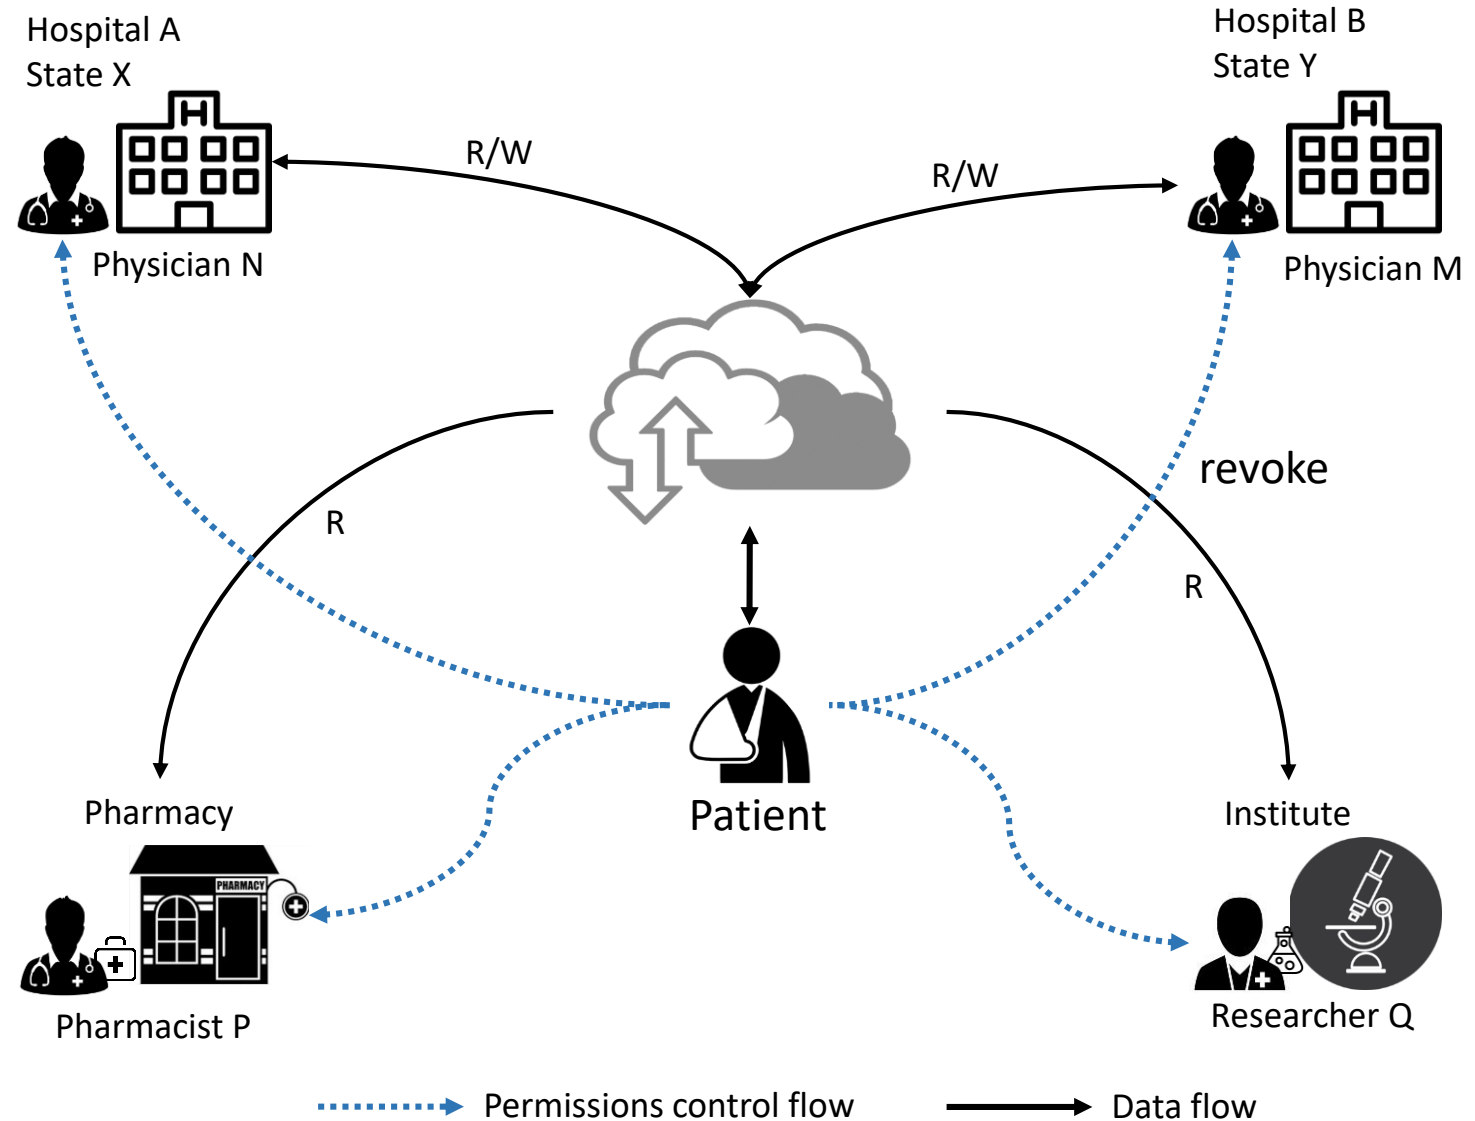 Hospital A
State X
Hospital B
State Y
H
H
R/W
R/W
Physician N
Physician M
revoke
R
R
Patient
Pharmacy
Institute
PHARMACY
Pharmacist P
Researcher Q
Permissions control flow
Data flow